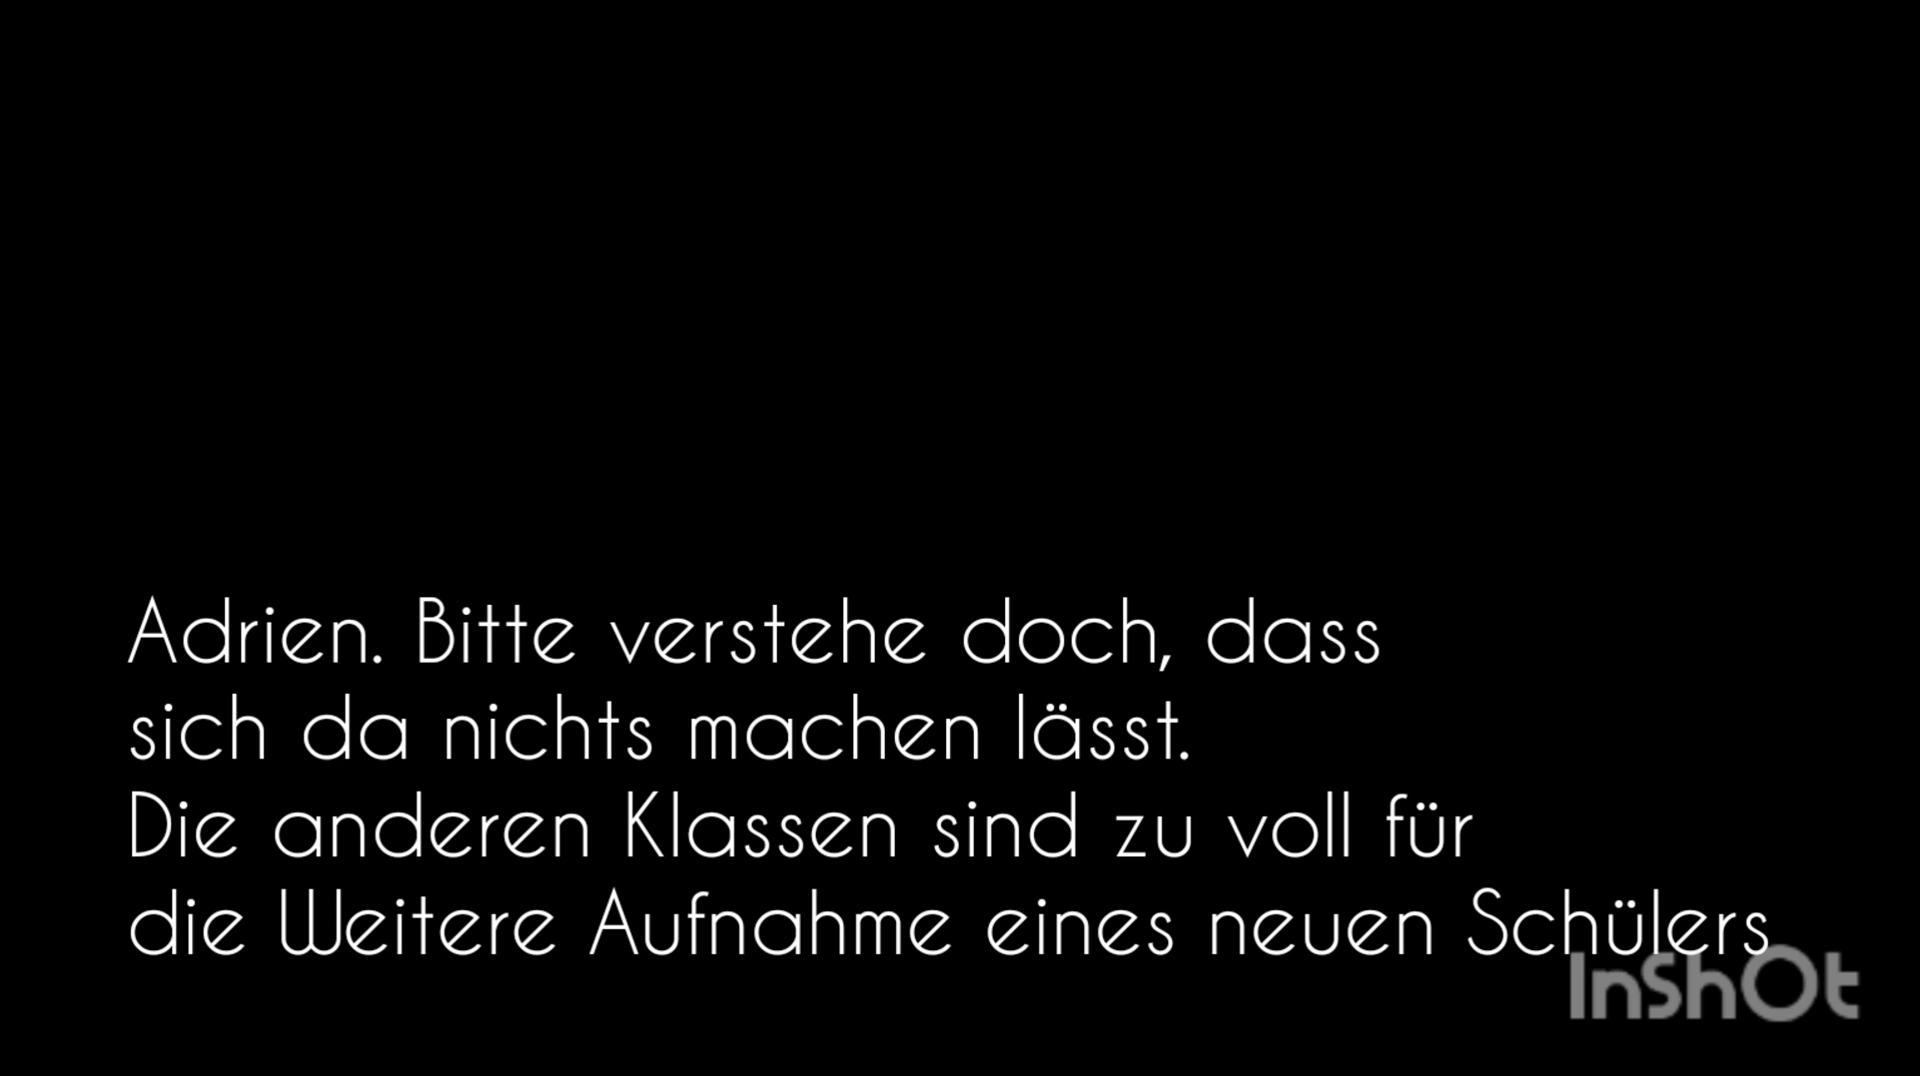 Adrien. Bitte verstehe doch, dass
sich da nichts machen lässt.
Die anderen Klassen sind zu voll für
die Weitere Aufnahme eines neuen Schülers
InShOt